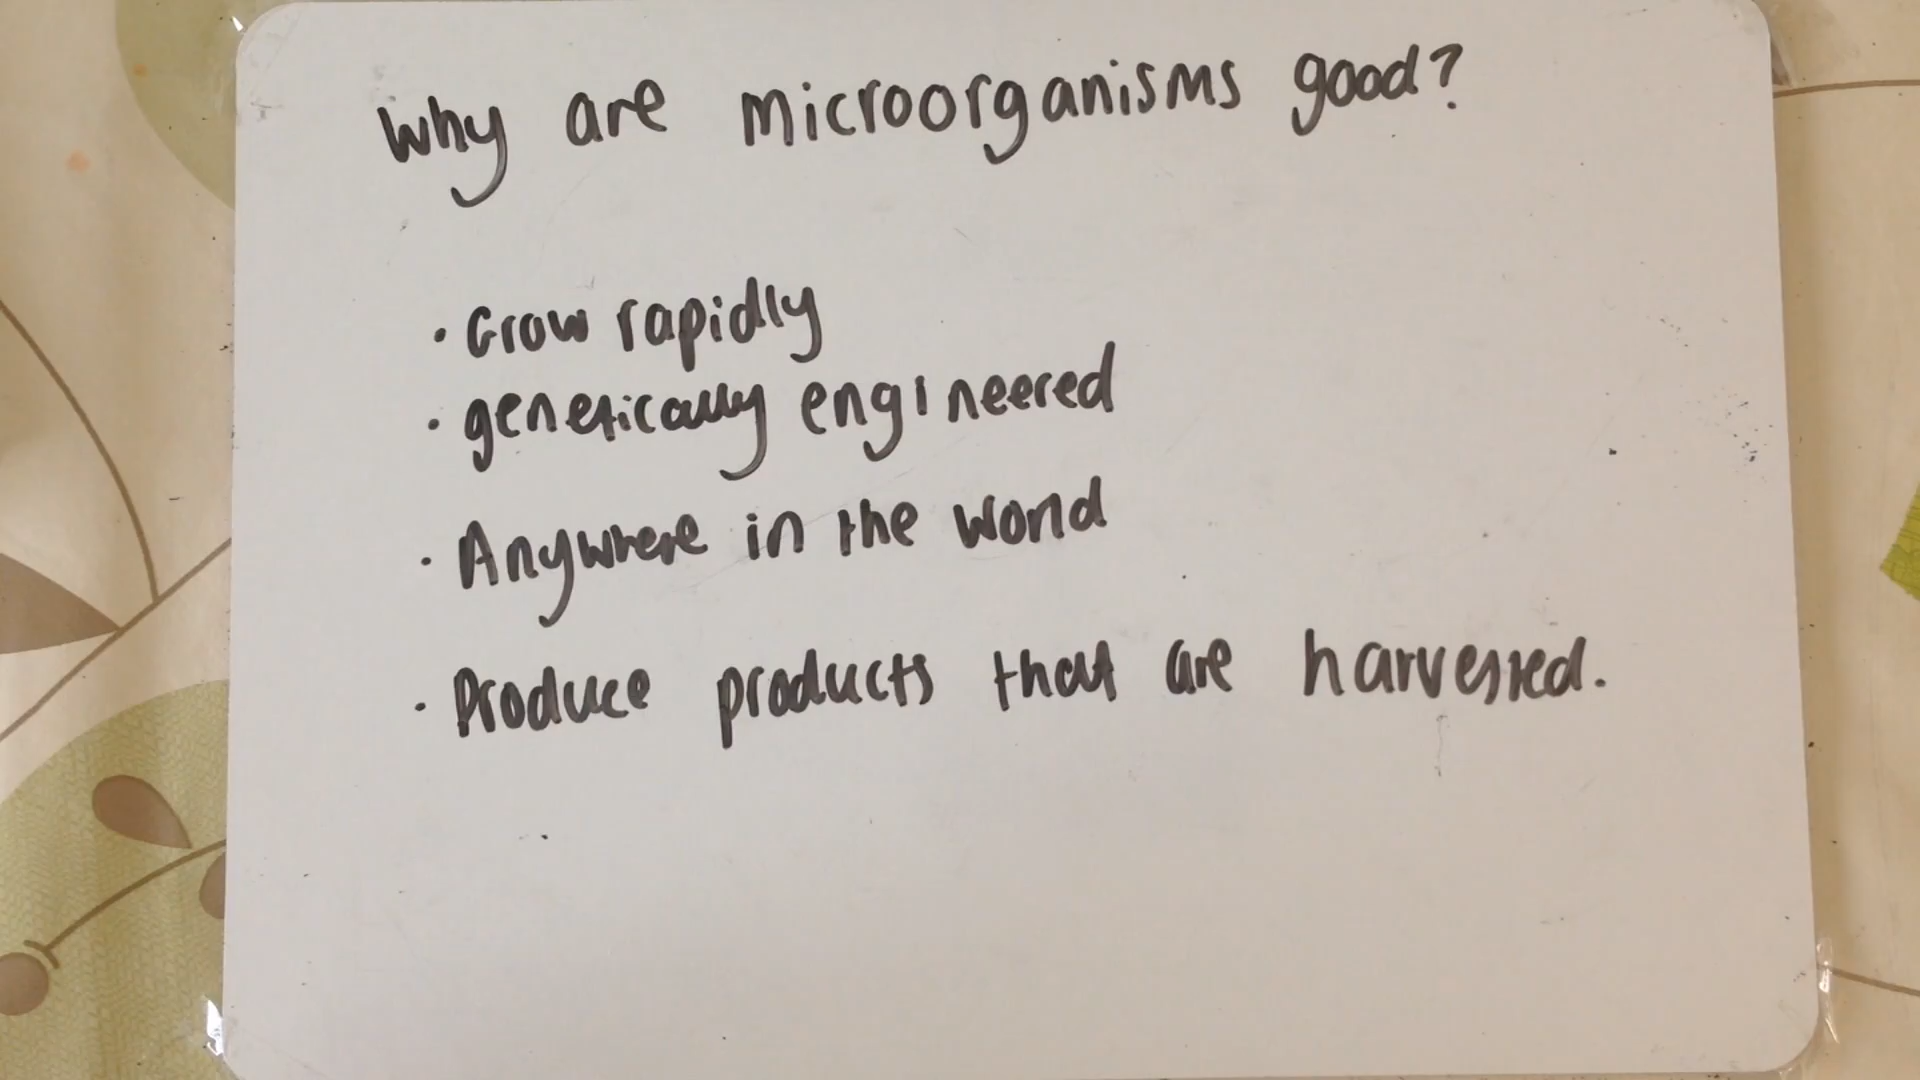 Why are microorganisms good?
· Grow rapidly
· genetically engineered
· Anywhere in the world
· Produce products that are harvested.